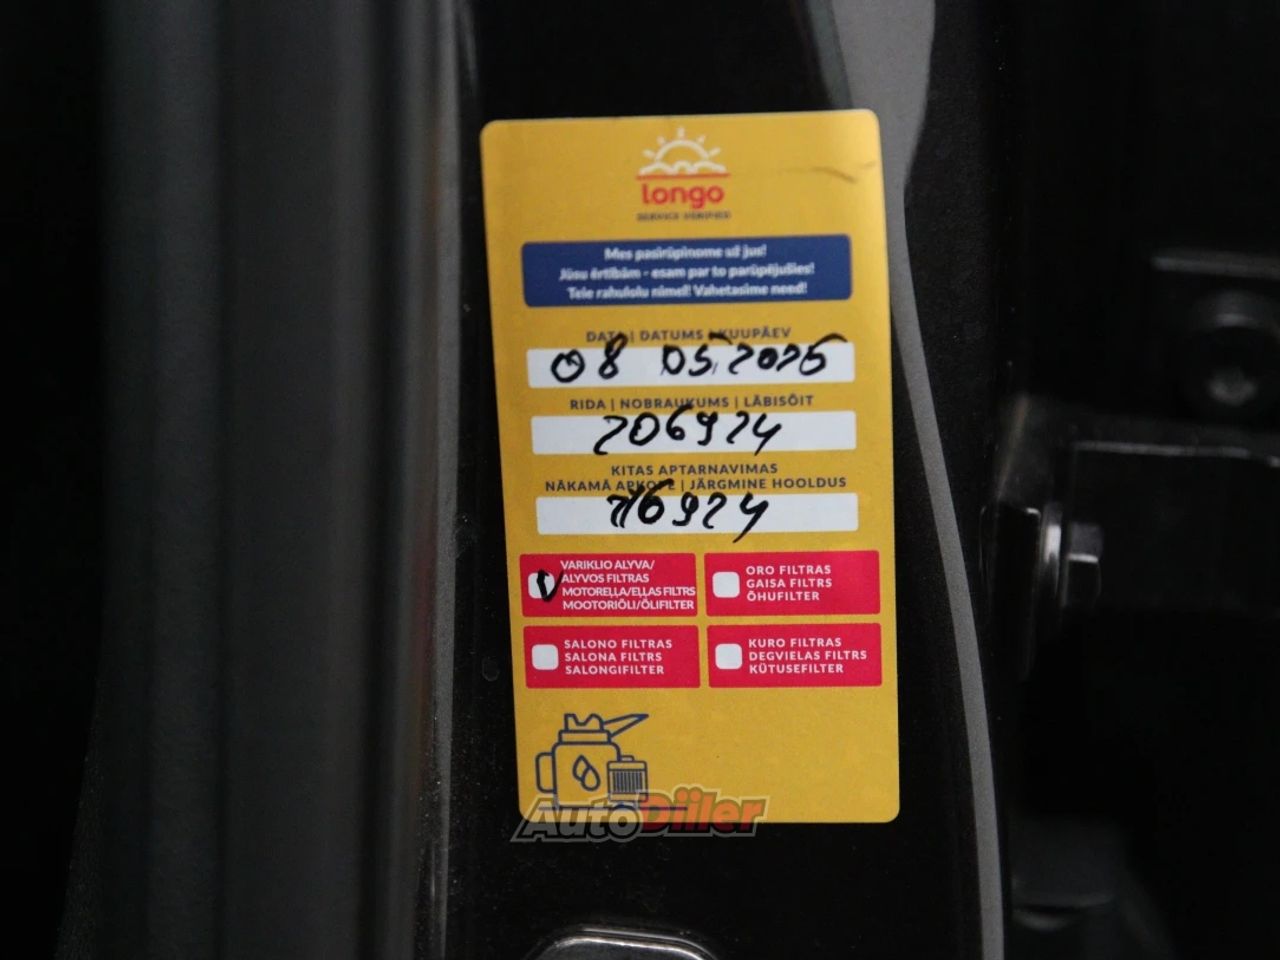 longo
SERVICE VERIFIED
Mes pasirūpinome už jus!
Jūsu ērtībām - esam par to parūpējušies!
Teie rahulolu nimel! Vahetasime need!
DATA | DATUMS | KUUPÄEV
08 05.2025
RIDA | NOBRAUKUMS | LÄBISÕIT
206924
KITAS APTARNAVIMAS
NĀKAMĀ APKOPE | JÄRGMINE HOOLDUS
216924
VARIKLIO ALYVA/
ALYVOS FILTRAS
MOTOREĻĻA/EĻĻAS FILTRS
MOOTORIÕLI/ÕLIFILTER
ORO FILTRAS
GAISA FILTRS
ÕHUFILTER
SALONO FILTRAS
SALONA FILTRS
SALONGIFILTER
KURO FILTRAS
DEGVIELAS FILTRS
KÜTUSEFILTER
AutoDiiler